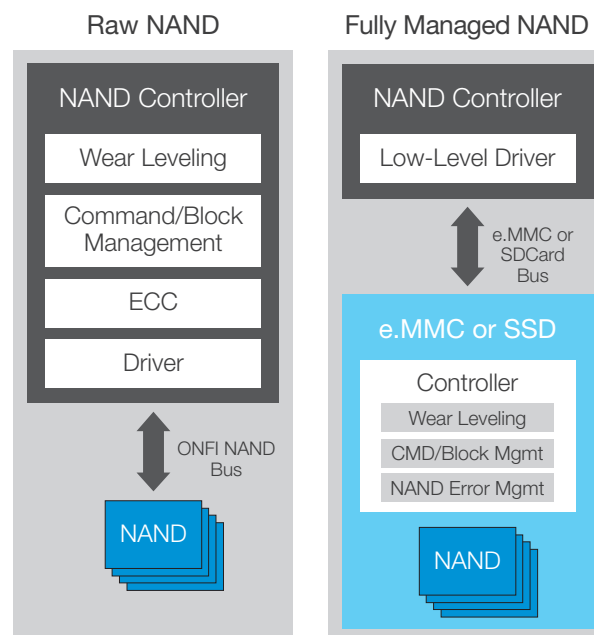 Raw NAND
NAND Controller
Wear Leveling
Command/Block
Management
ECC
Driver
ONFI NAND
Bus
NAND
Fully Managed NAND
NAND Controller
Low-Level Driver
e.MMC or
SDCard
Bus
e.MMC or SSD
Controller
Wear Leveling
CMD/Block Mgmt
NAND Error Mgmt
NAND